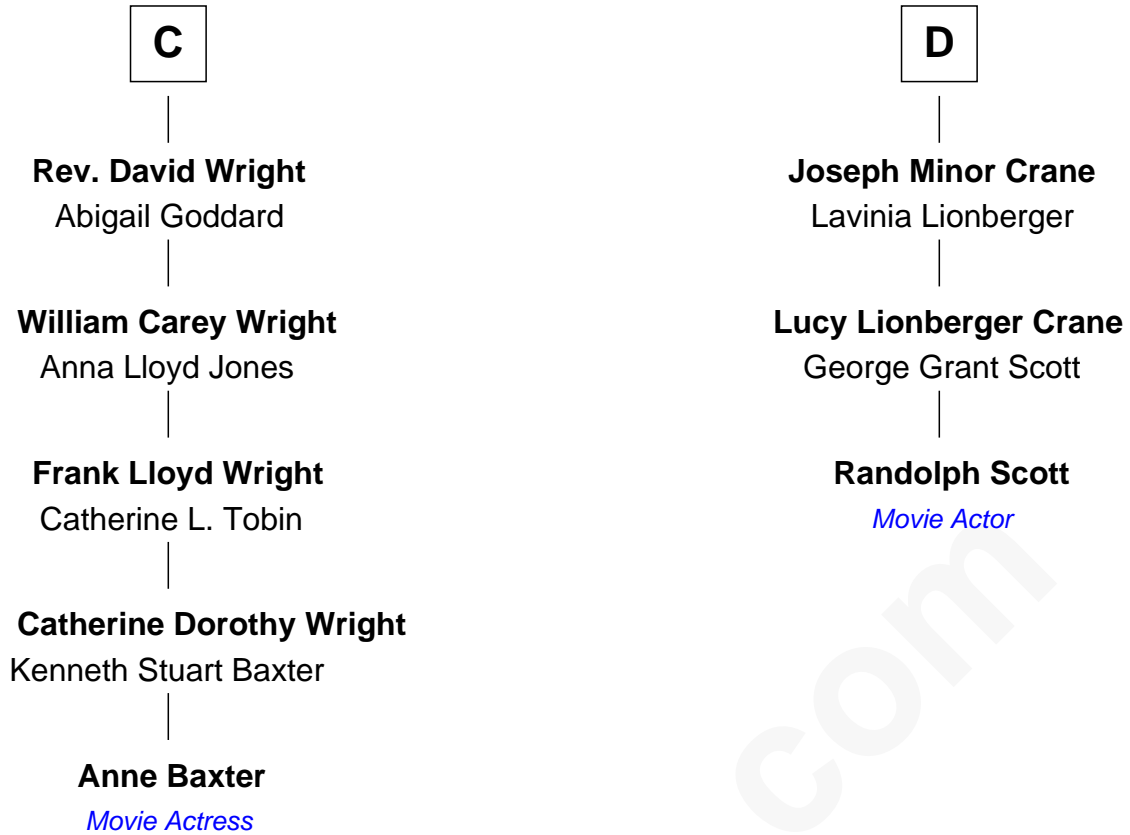 C
Rev. David Wright
Abigail Goddard
William Carey Wright
Anna Lloyd Jones
Frank Lloyd Wright
Catherine L. Tobin
Catherine Dorothy Wright
Kenneth Stuart Baxter
Anne Baxter
Movie Actress
D
Joseph Minor Crane
Lavinia Lionberger
Lucy Lionberger Crane
George Grant Scott
Randolph Scott
Movie Actor
com